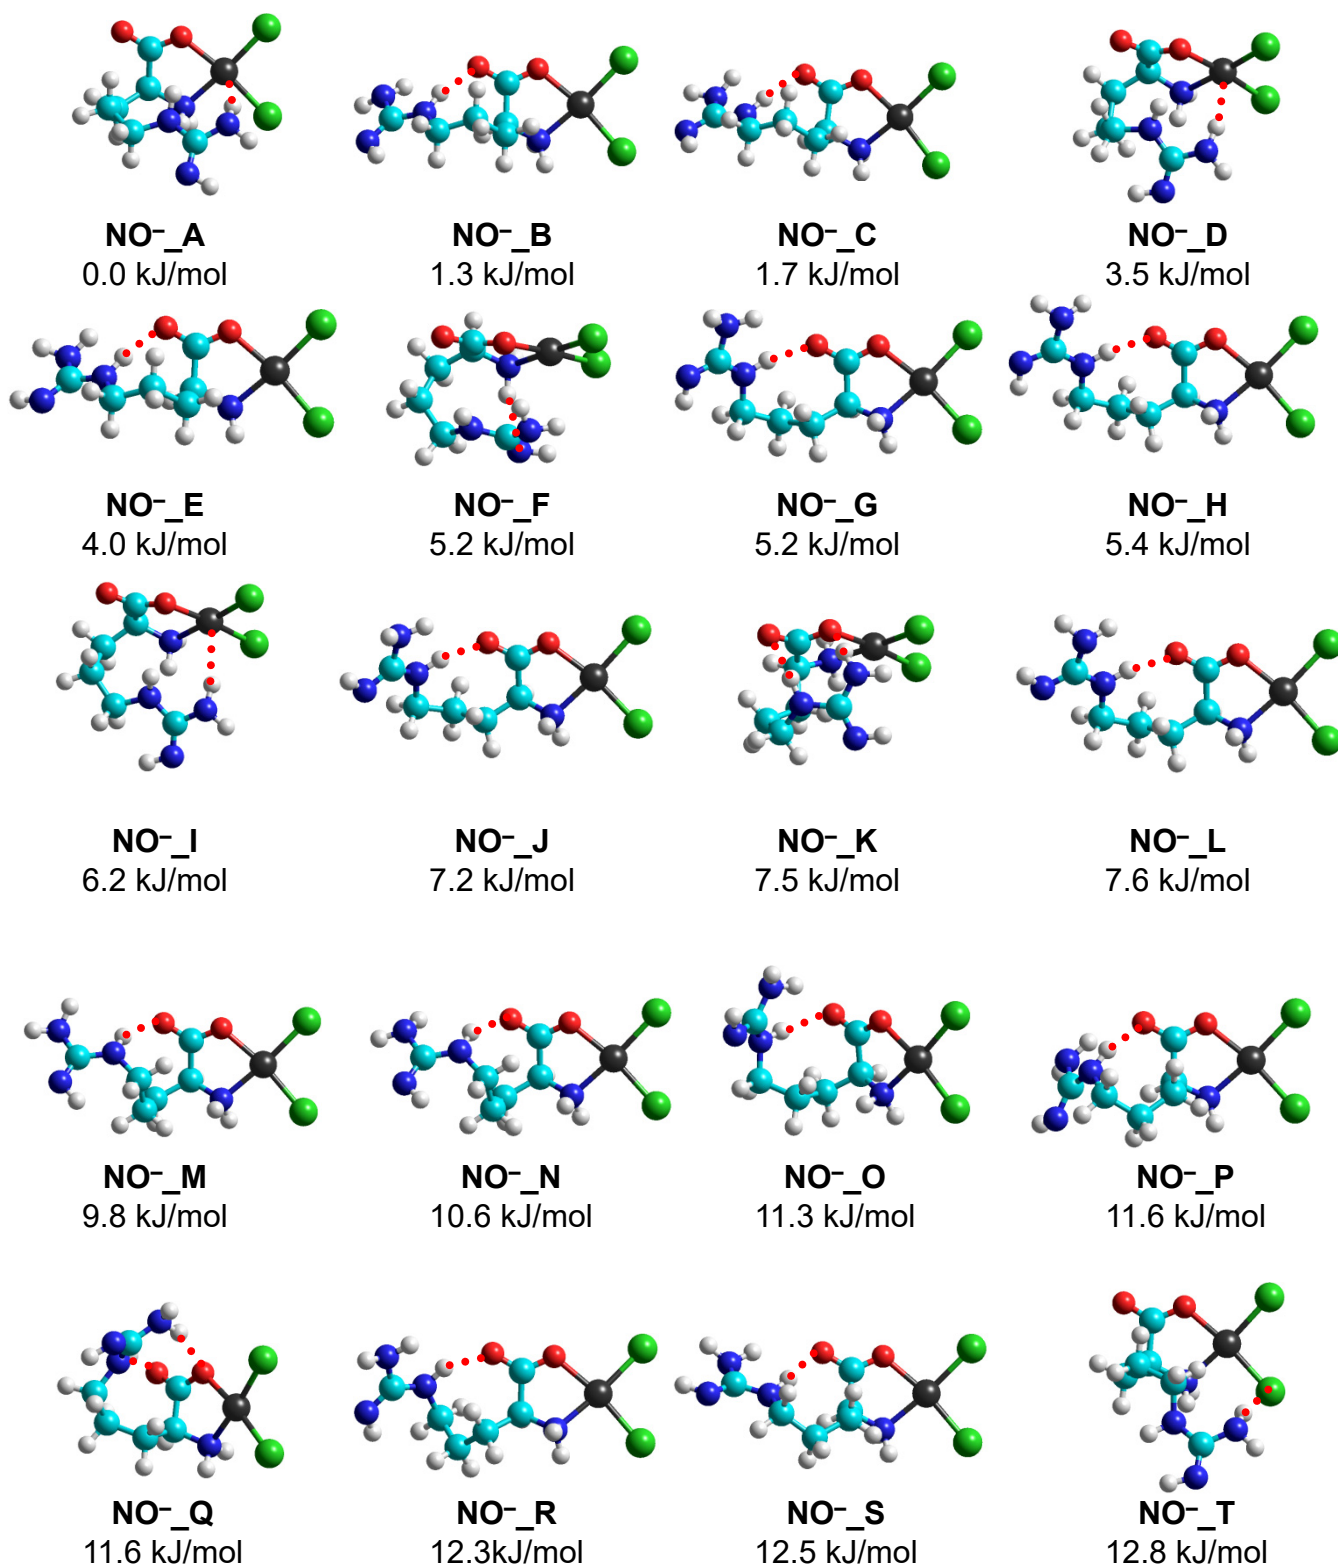 NO⁻_A NO⁻_B NO⁻_C NO⁻_D
0.0 kJ/mol 1.3 kJ/mol 1.7 kJ/mol 3.5 kJ/mol
NO⁻_E NO⁻_F NO⁻_G NO⁻_H
4.0 kJ/mol 5.2 kJ/mol 5.2 kJ/mol 5.4 kJ/mol
NO⁻_I NO⁻_J NO⁻_K NO⁻_L
6.2 kJ/mol 7.2 kJ/mol 7.5 kJ/mol 7.6 kJ/mol
NO⁻_M NO⁻_N NO⁻_O NO⁻_P
9.8 kJ/mol 10.6 kJ/mol 11.3 kJ/mol 11.6 kJ/mol
NO⁻_Q NO⁻_R NO⁻_S NO⁻_T
11.6 kJ/mol 12.3kJ/mol 12.5 kJ/mol 12.8 kJ/mol